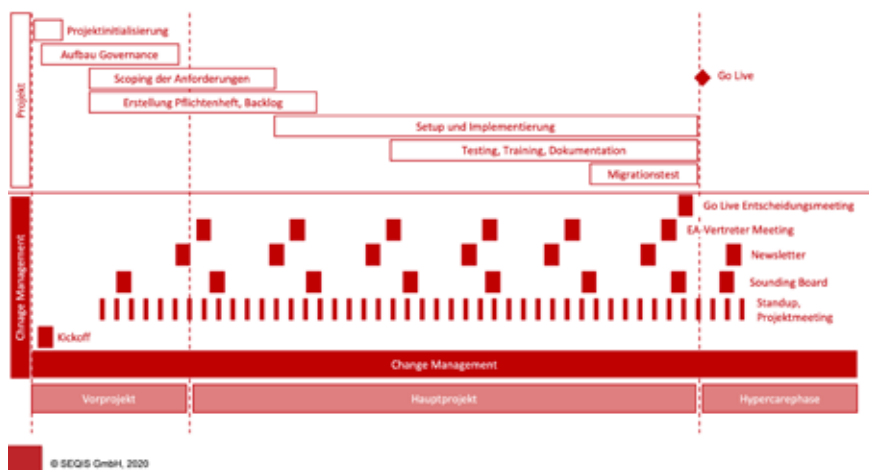 Projektinitialisierung
Aufbau Governance
Scoping der Anforderungen
Erstellung Pflichtenheft, Backlog
Setup und Implementierung
Testing, Training, Dokumentation
Migrationstest
Go Live
Projekt
Go Live Entscheidungsmeeting
EA-Vertreter Meeting
Newsletter
Sounding Board
Standup,
Projektmeeting
Kickoff
Chnage Management
Change Management
Vorprojekt
Hauptprojekt
Hypercarephase
© SEQIS GmbH, 2020